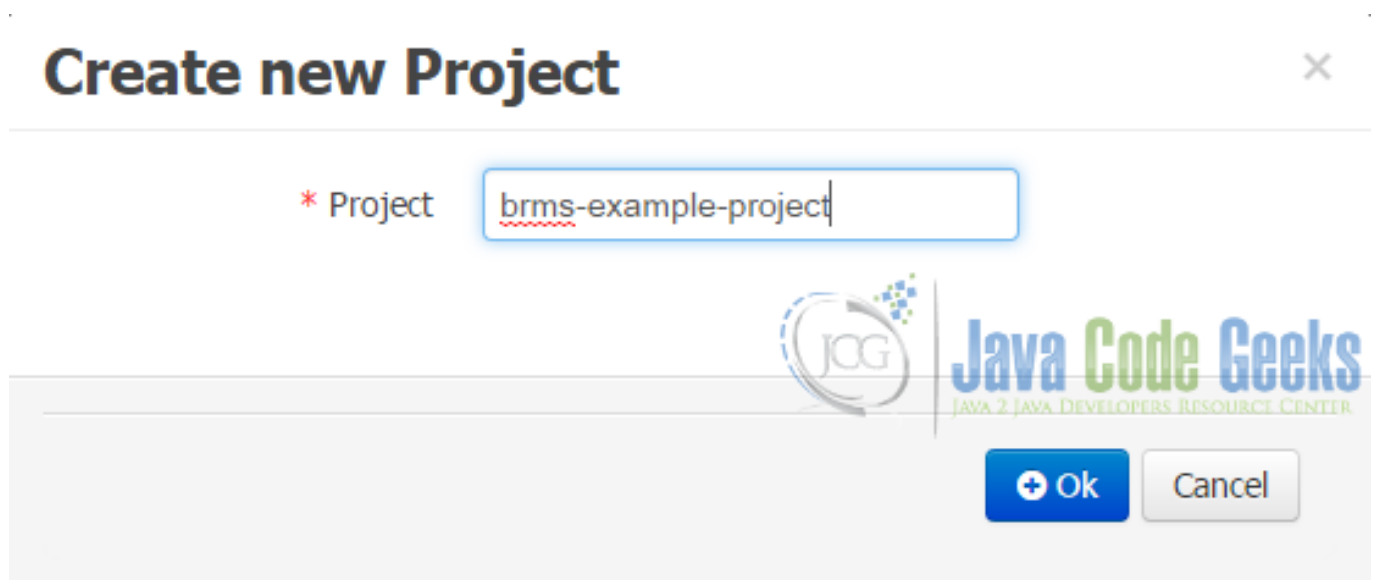 Create new Project ×
* Project brms-example-project
JCG
Java Code Geeks
JAVA 2 JAVA DEVELOPERS RESOURCE CENTER
Ok Cancel